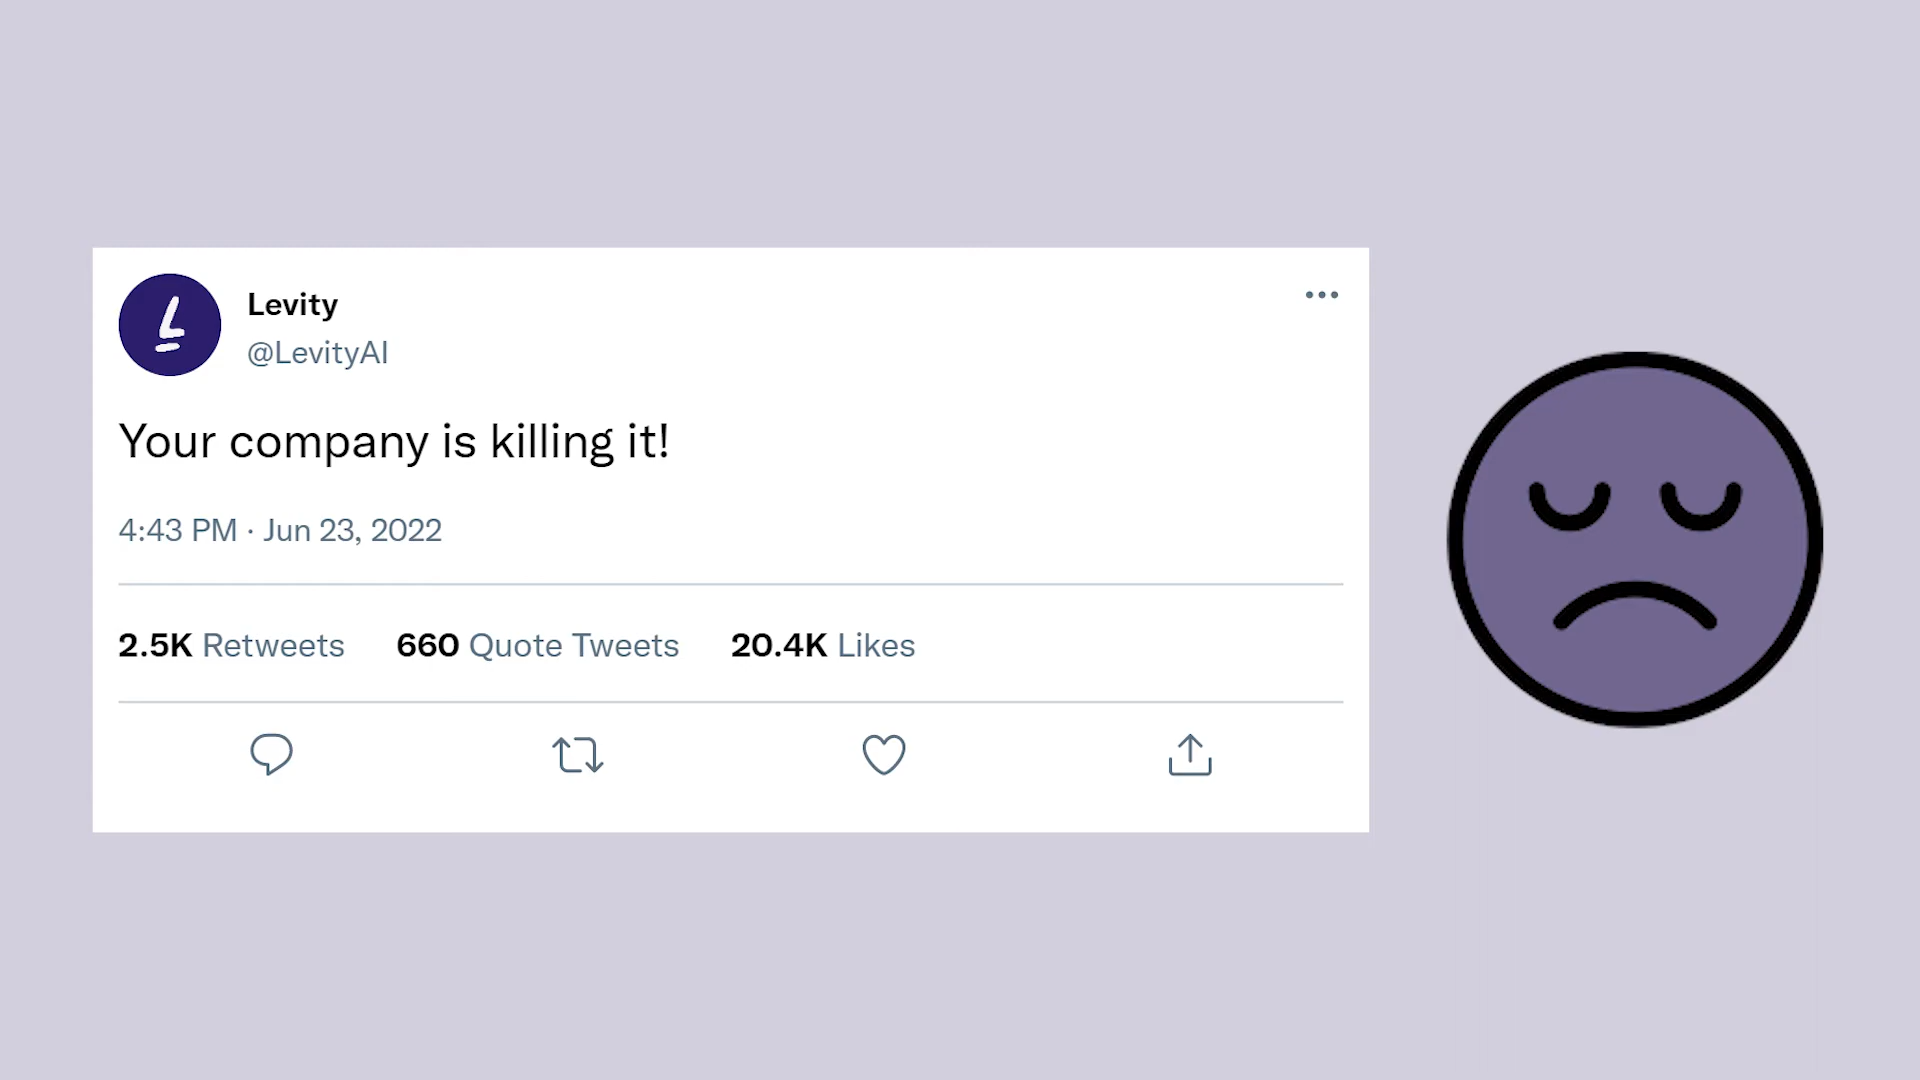 Levity
@LevityAI
Your company is killing it!
4:43 PM · Jun 23, 2022
2.5K Retweets 660 Quote Tweets 20.4K Likes